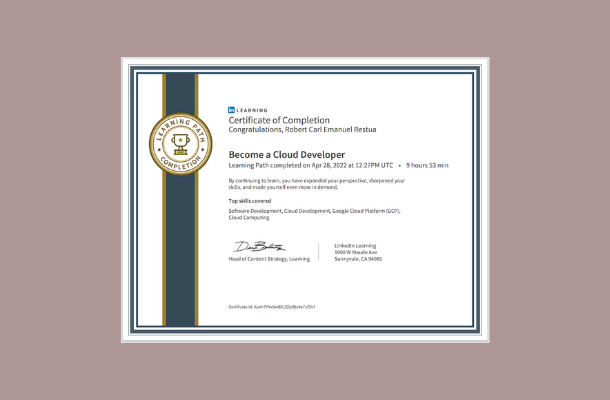 LEARNING PATH
COMPLETION
in LEARNING
Certificate of Completion
Congratulations, Robert Carl Emanuel Restua
Become a Cloud Developer
Learning Path completed on Apr 28, 2022 at 12:27PM UTC • 9 hours 53 min
By continuing to learn, you have expanded your perspective, sharpened your
skills, and made yourself even more in demand.
Top skills covered
Software Development, Cloud Development, Google Cloud Platform (GCP),
Cloud Computing
Head of Content Strategy, Learning
LinkedIn Learning
1000 W Maude Ave
Sunnyvale, CA 94085
Certificate Id: